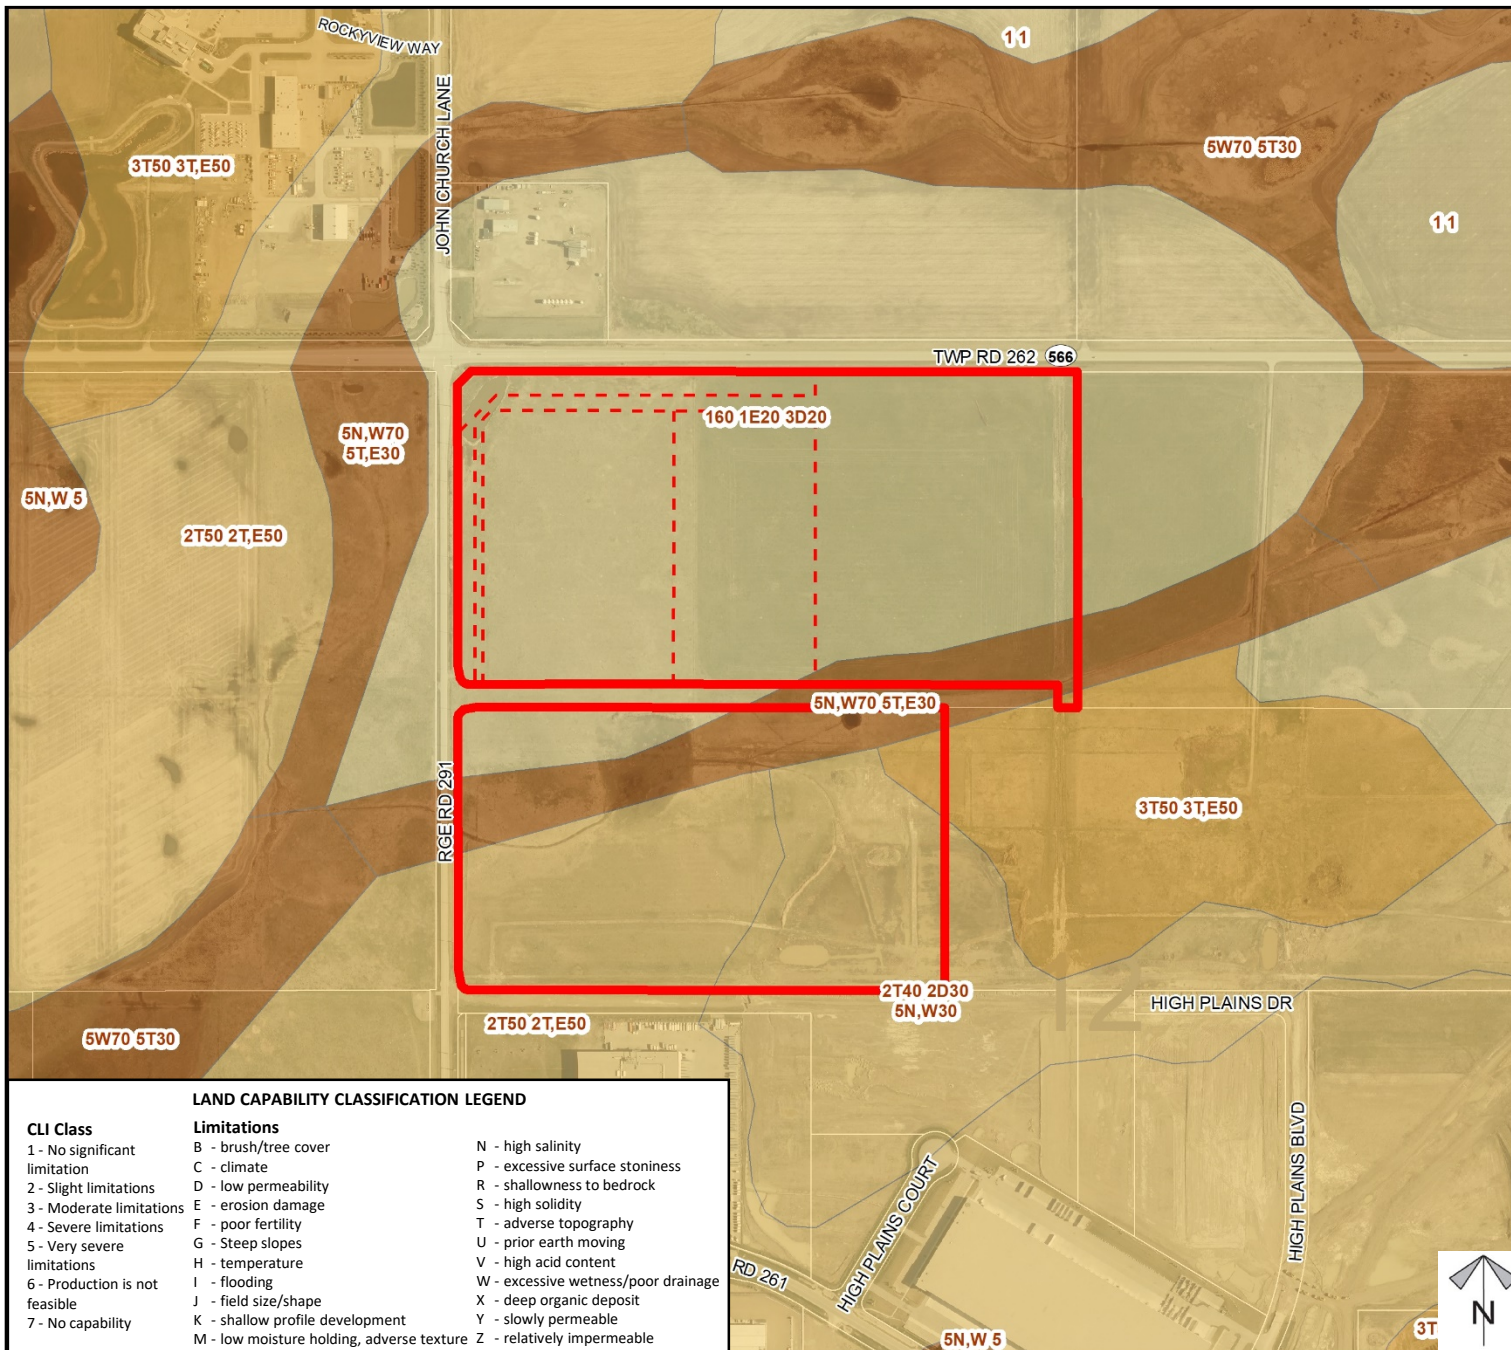 ROCKYVIEW WAY
11
JOHN CHURCH LANE
3T50 3T,E50
5W70 5T30
11
TWP RD 262 566
160 1E20 3D20
5N,W70
5T,E30
5N,W 5
2T50 2T,E50
5N,W70 5T,E30
RGE RD 291
3T50 3T,E50
12
2T40 2D30
5N,W30
HIGH PLAINS DR
2T50 2T,E50
5W70 5T30
HIGH PLAINS BLVD
HIGH PLAINS COURT
RD 261
5N,W 5
3T
N
LAND CAPABILITY CLASSIFICATION LEGEND
CLI Class
1 - No significant
limitation
2 - Slight limitations
3 - Moderate limitations
4 - Severe limitations
5 - Very severe
limitations
6 - Production is not
feasible
7 - No capability
Limitations
B - brush/tree cover
C - climate
D - low permeability
E - erosion damage
F - poor fertility
G - Steep slopes
H - temperature
I - flooding
J - field size/shape
K - shallow profile development
M - low moisture holding, adverse texture
N - high salinity
P - excessive surface stoniness
R - shallowness to bedrock
S - high solidity
T - adverse topography
U - prior earth moving
V - high acid content
W - excessive wetness/poor drainage
X - deep organic deposit
Y - slowly permeable
Z - relatively impermeable